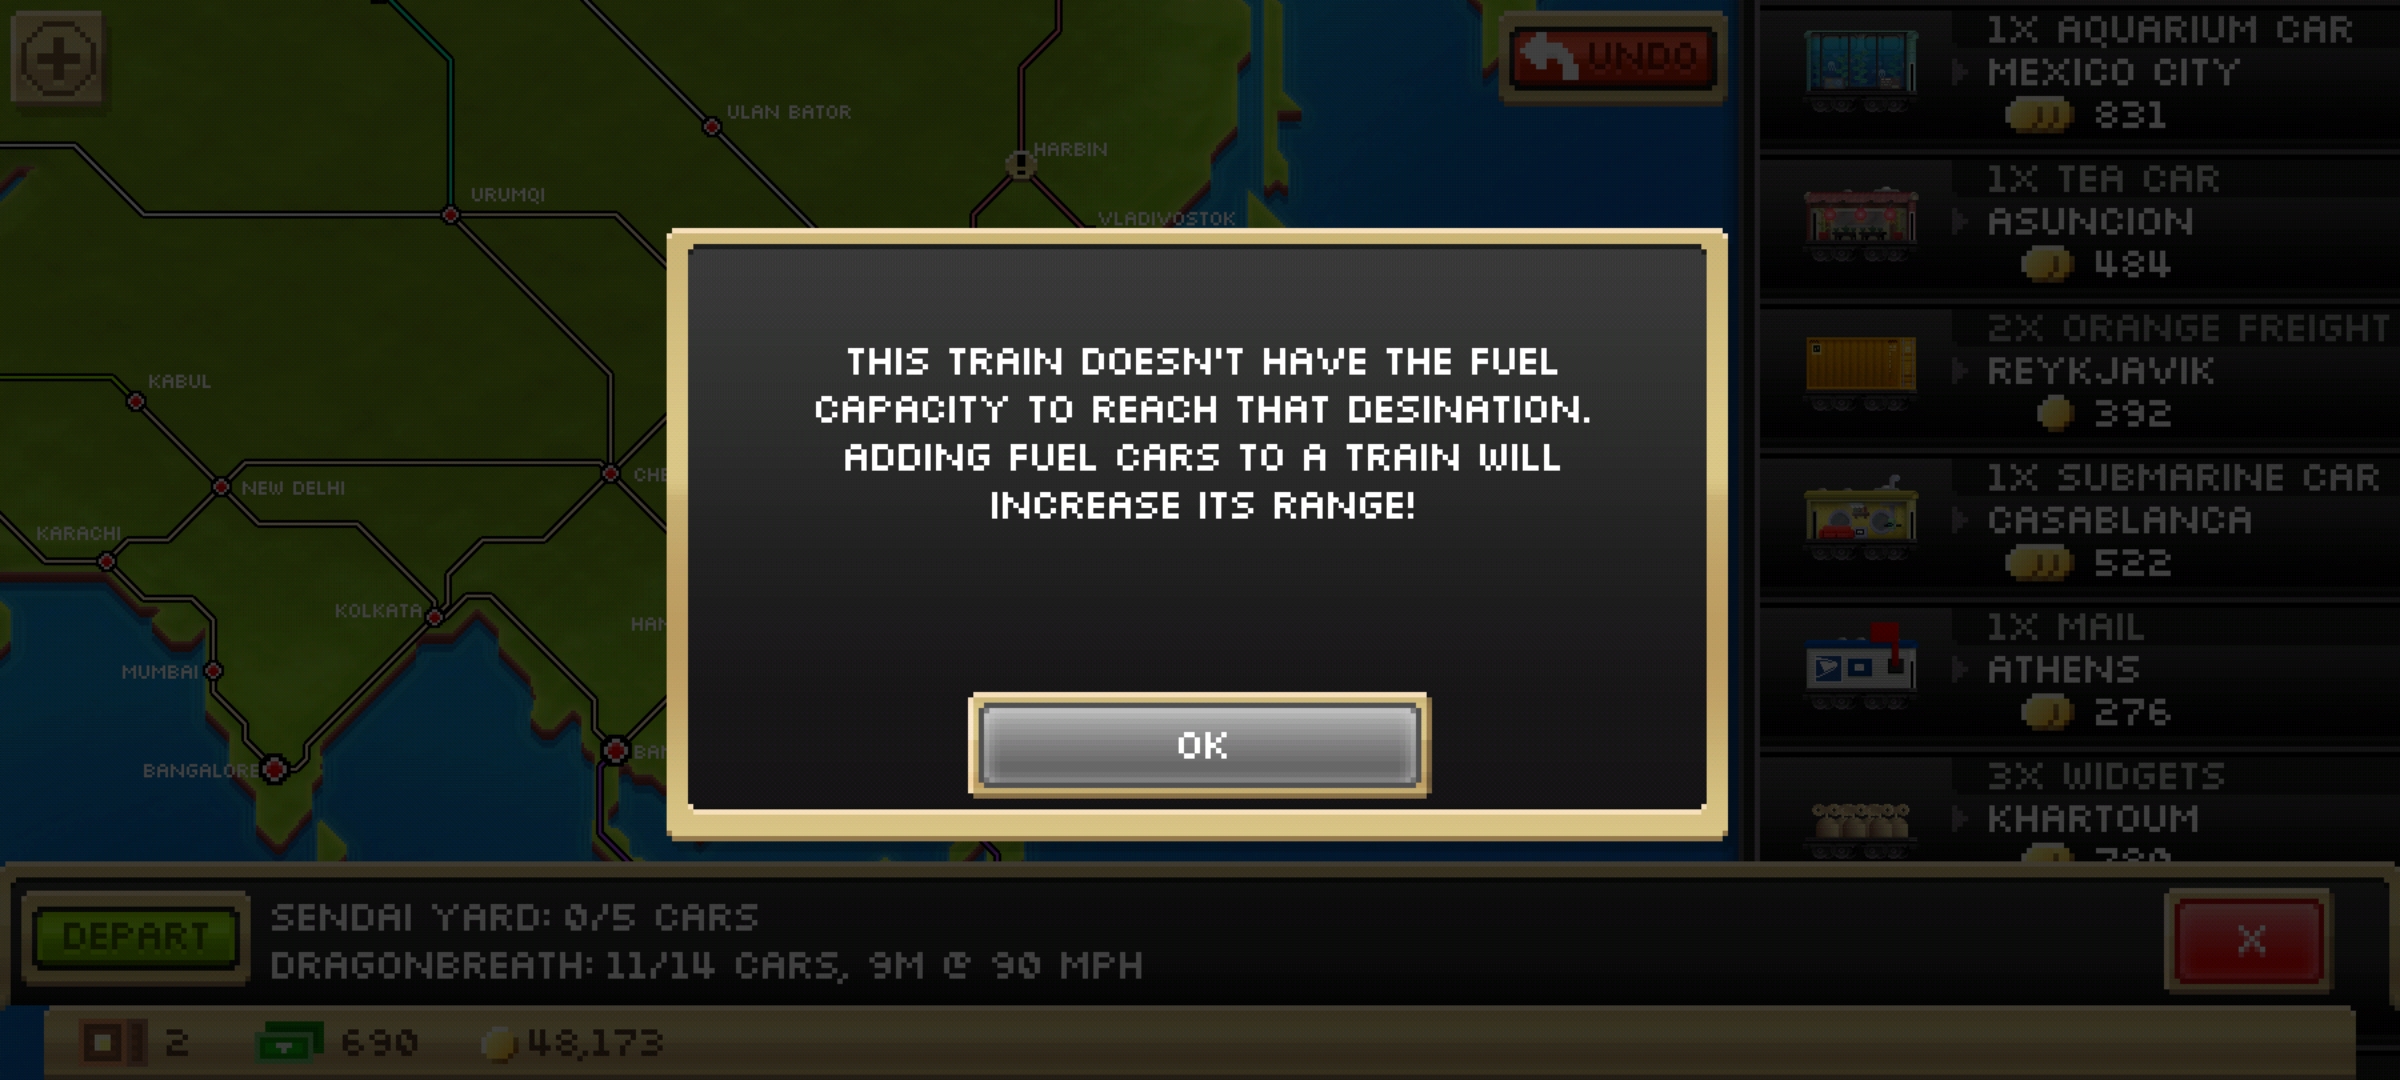 UNDO
ULAN BATOR
HARBIN
URUMQI
VLADIVOSTOK
KABUL
NEW DELHI
CHE
KARACHI
KOLKATA
HAN
MUMBAI
BAN
BANGALORE
THIS TRAIN DOESN'T HAVE THE FUEL
CAPACITY TO REACH THAT DESINATION.
ADDING FUEL CARS TO A TRAIN WILL
INCREASE ITS RANGE!
OK
1X AQUARIUM CAR
MEXICO CITY
831
1X TEA CAR
ASUNCION
484
2X ORANGE FREIGHT
REYKJAVIK
392
1X SUBMARINE CAR
CASABLANCA
522
1X MAIL
ATHENS
276
3X WIDGETS
KHARTOUM
DEPART
SENDAI YARD: 0/5 CARS
DRAGONBREATH: 11/14 CARS, 9M @ 90 MPH
X
2
690
48,173